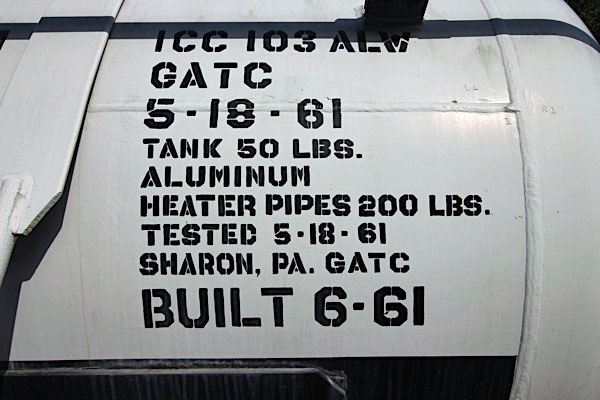 ICC 103 ALW
GATC
5-18-61
TANK 50 LBS.
ALUMINUM
HEATER PIPES 200 LBS.
TESTED 5-18-61
SHARON, PA. GATC
BUILT 6-61